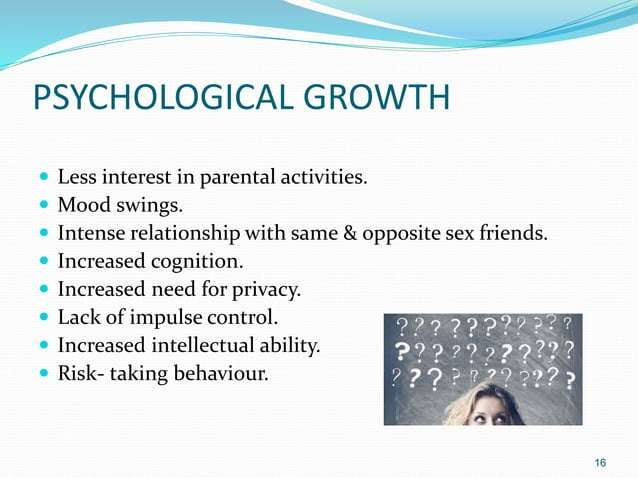 PSYCHOLOGICAL GROWTH
Less interest in parental activities.
Mood swings.
Intense relationship with same & opposite sex friends.
Increased cognition.
Increased need for privacy.
Lack of impulse control.
Increased intellectual ability.
Risk- taking behaviour.
16